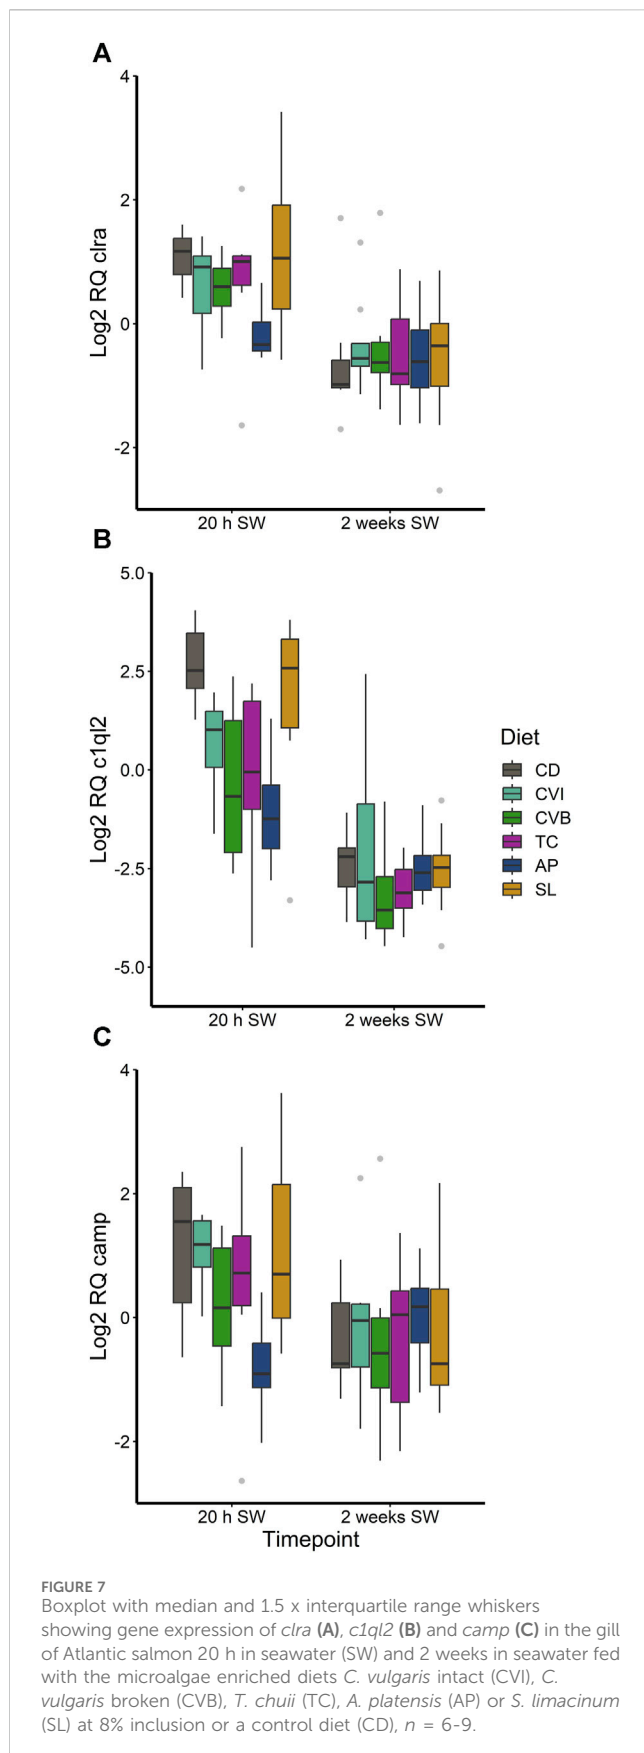 A
4
2
0
-2
Log2 RQ clra
20 h SW
2 weeks SW
B
5.0
2.5
0.0
-2.5
-5.0
Log2 RQ c1ql2
20 h SW
2 weeks SW
Diet
CD
CVI
CVB
TC
AP
SL
C
4
2
0
-2
Log2 RQ camp
20 h SW
2 weeks SW
Timepoint
FIGURE 7
Boxplot with median and 1.5 x interquartile range whiskers
showing gene expression of clra (A), c1ql2 (B) and camp (C) in the gill
of Atlantic salmon 20 h in seawater (SW) and 2 weeks in seawater fed
with the microalgae enriched diets C. vulgaris intact (CVI), C.
vulgaris broken (CVB), T. chuii (TC), A. platensis (AP) or S. limacinum
(SL) at 8% inclusion or a control diet (CD), n = 6-9.